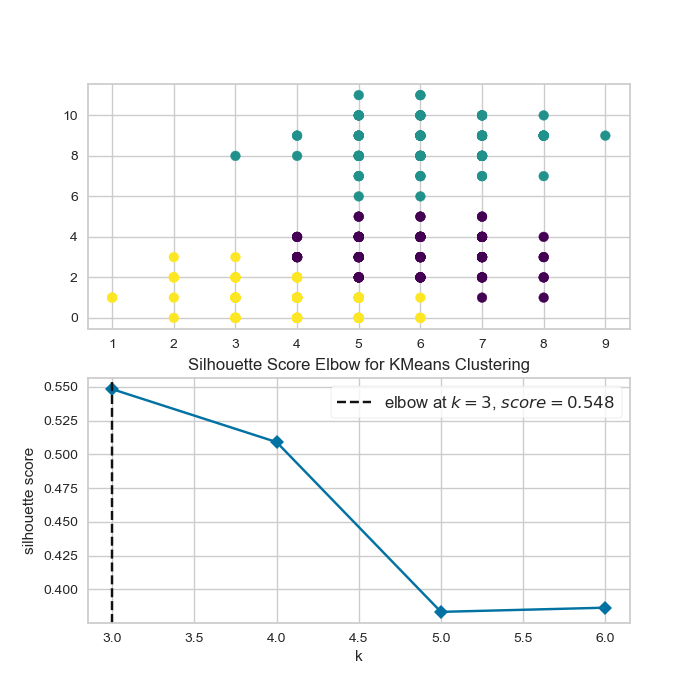 10
8
6
4
2
0
1 2 3 4 5 6 7 8 9
Silhouette Score Elbow for KMeans Clustering
elbow at k = 3, score = 0.548
0.550
0.525
0.500
0.475
0.450
0.425
0.400
silhouette score
3.0 3.5 4.0 4.5 5.0 5.5 6.0
k